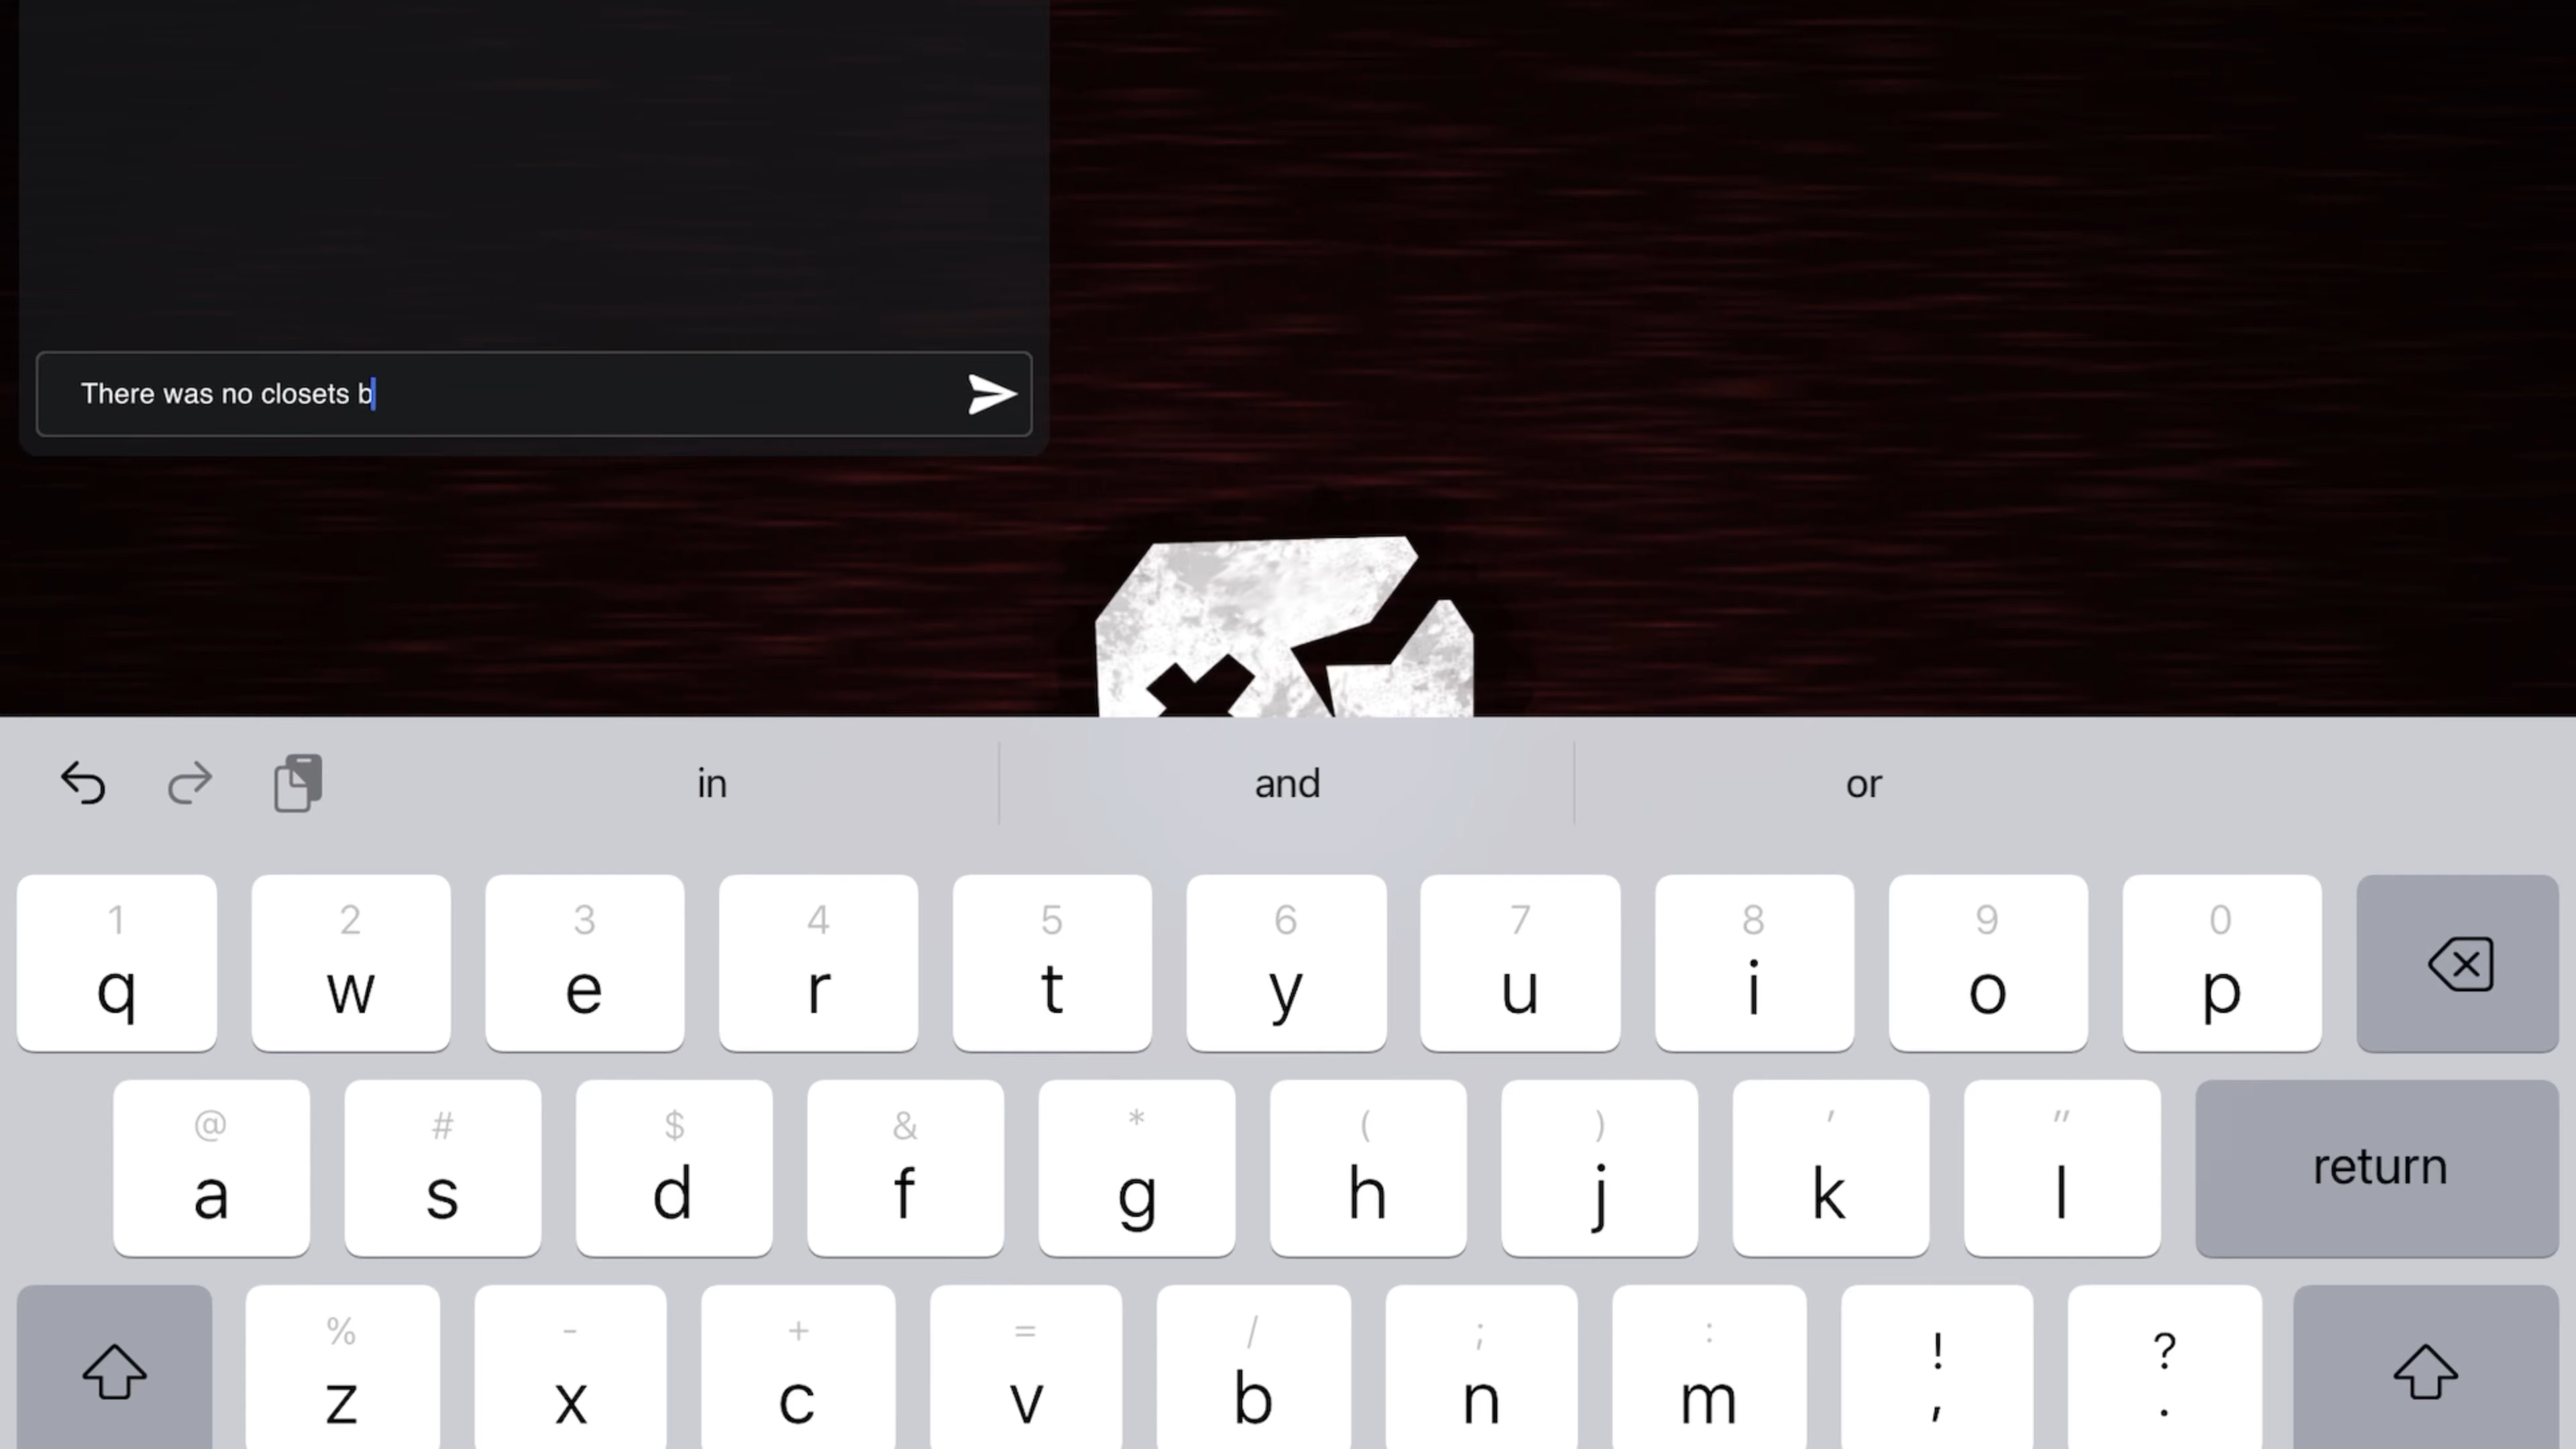 There was no closets b
in and or
1 2 3 4 5 6 7 8 9 0
q w e r t y u i o p
@ # $ & * ( ) ' "
a s d f g h j k l return
% - + = / ; : ! ?
z x c v b n m , .